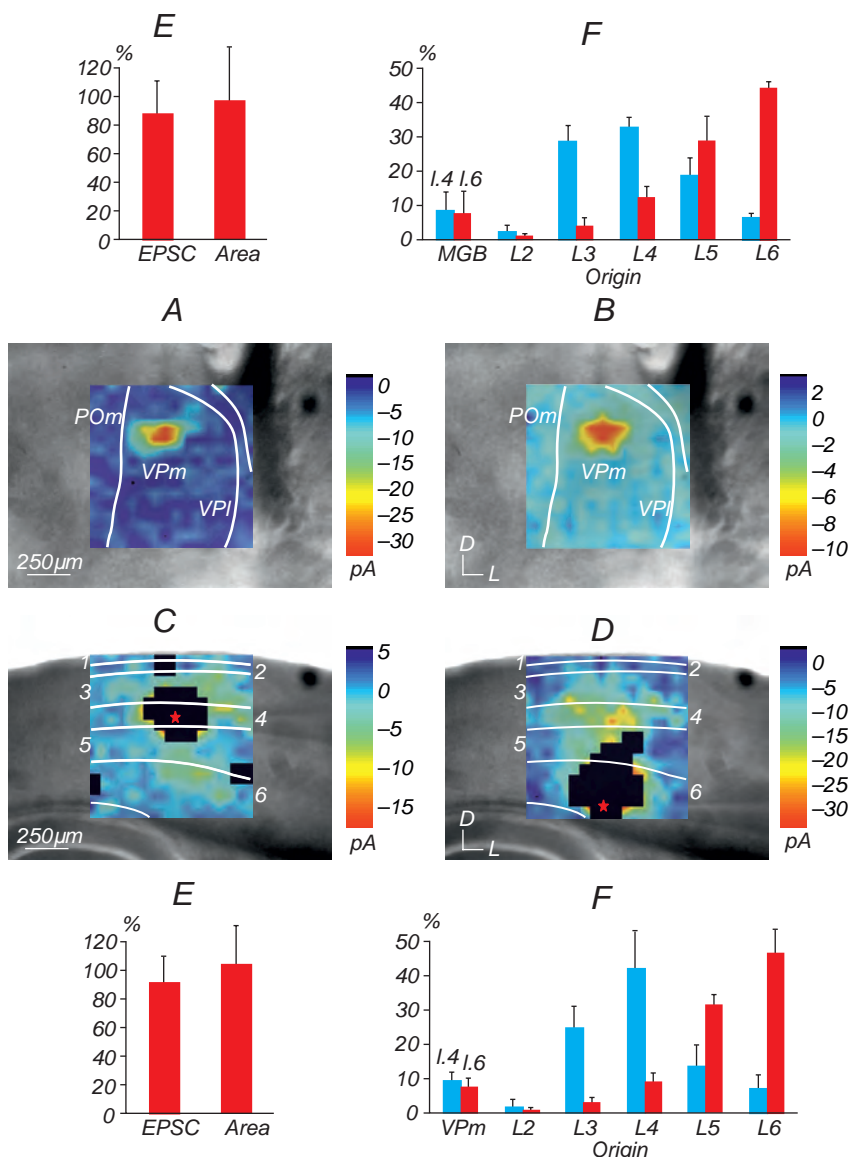 E
F
%
120
100
80
60
40
20
0
EPSC Area
%
50
40
30
20
10
0
l.4 l.6
MGB L2 L3 L4 L5 L6
Origin
A
B
POm
VPm
VPl
250µm
0
−5
−10
−15
−20
−25
−30
pA
POm
VPm
VPl
D
L
2
0
−2
−4
−6
−8
−10
pA
C
D
1
2
3
4
5
6
250µm
5
0
−5
−10
−15
pA
1
2
3
4
5
6
D
L
0
−5
−10
−15
−20
−25
−30
pA
E
F
%
120
100
80
60
40
20
0
EPSC Area
%
50
40
30
20
10
0
l.4 l.6
VPm L2 L3 L4 L5 L6
Origin